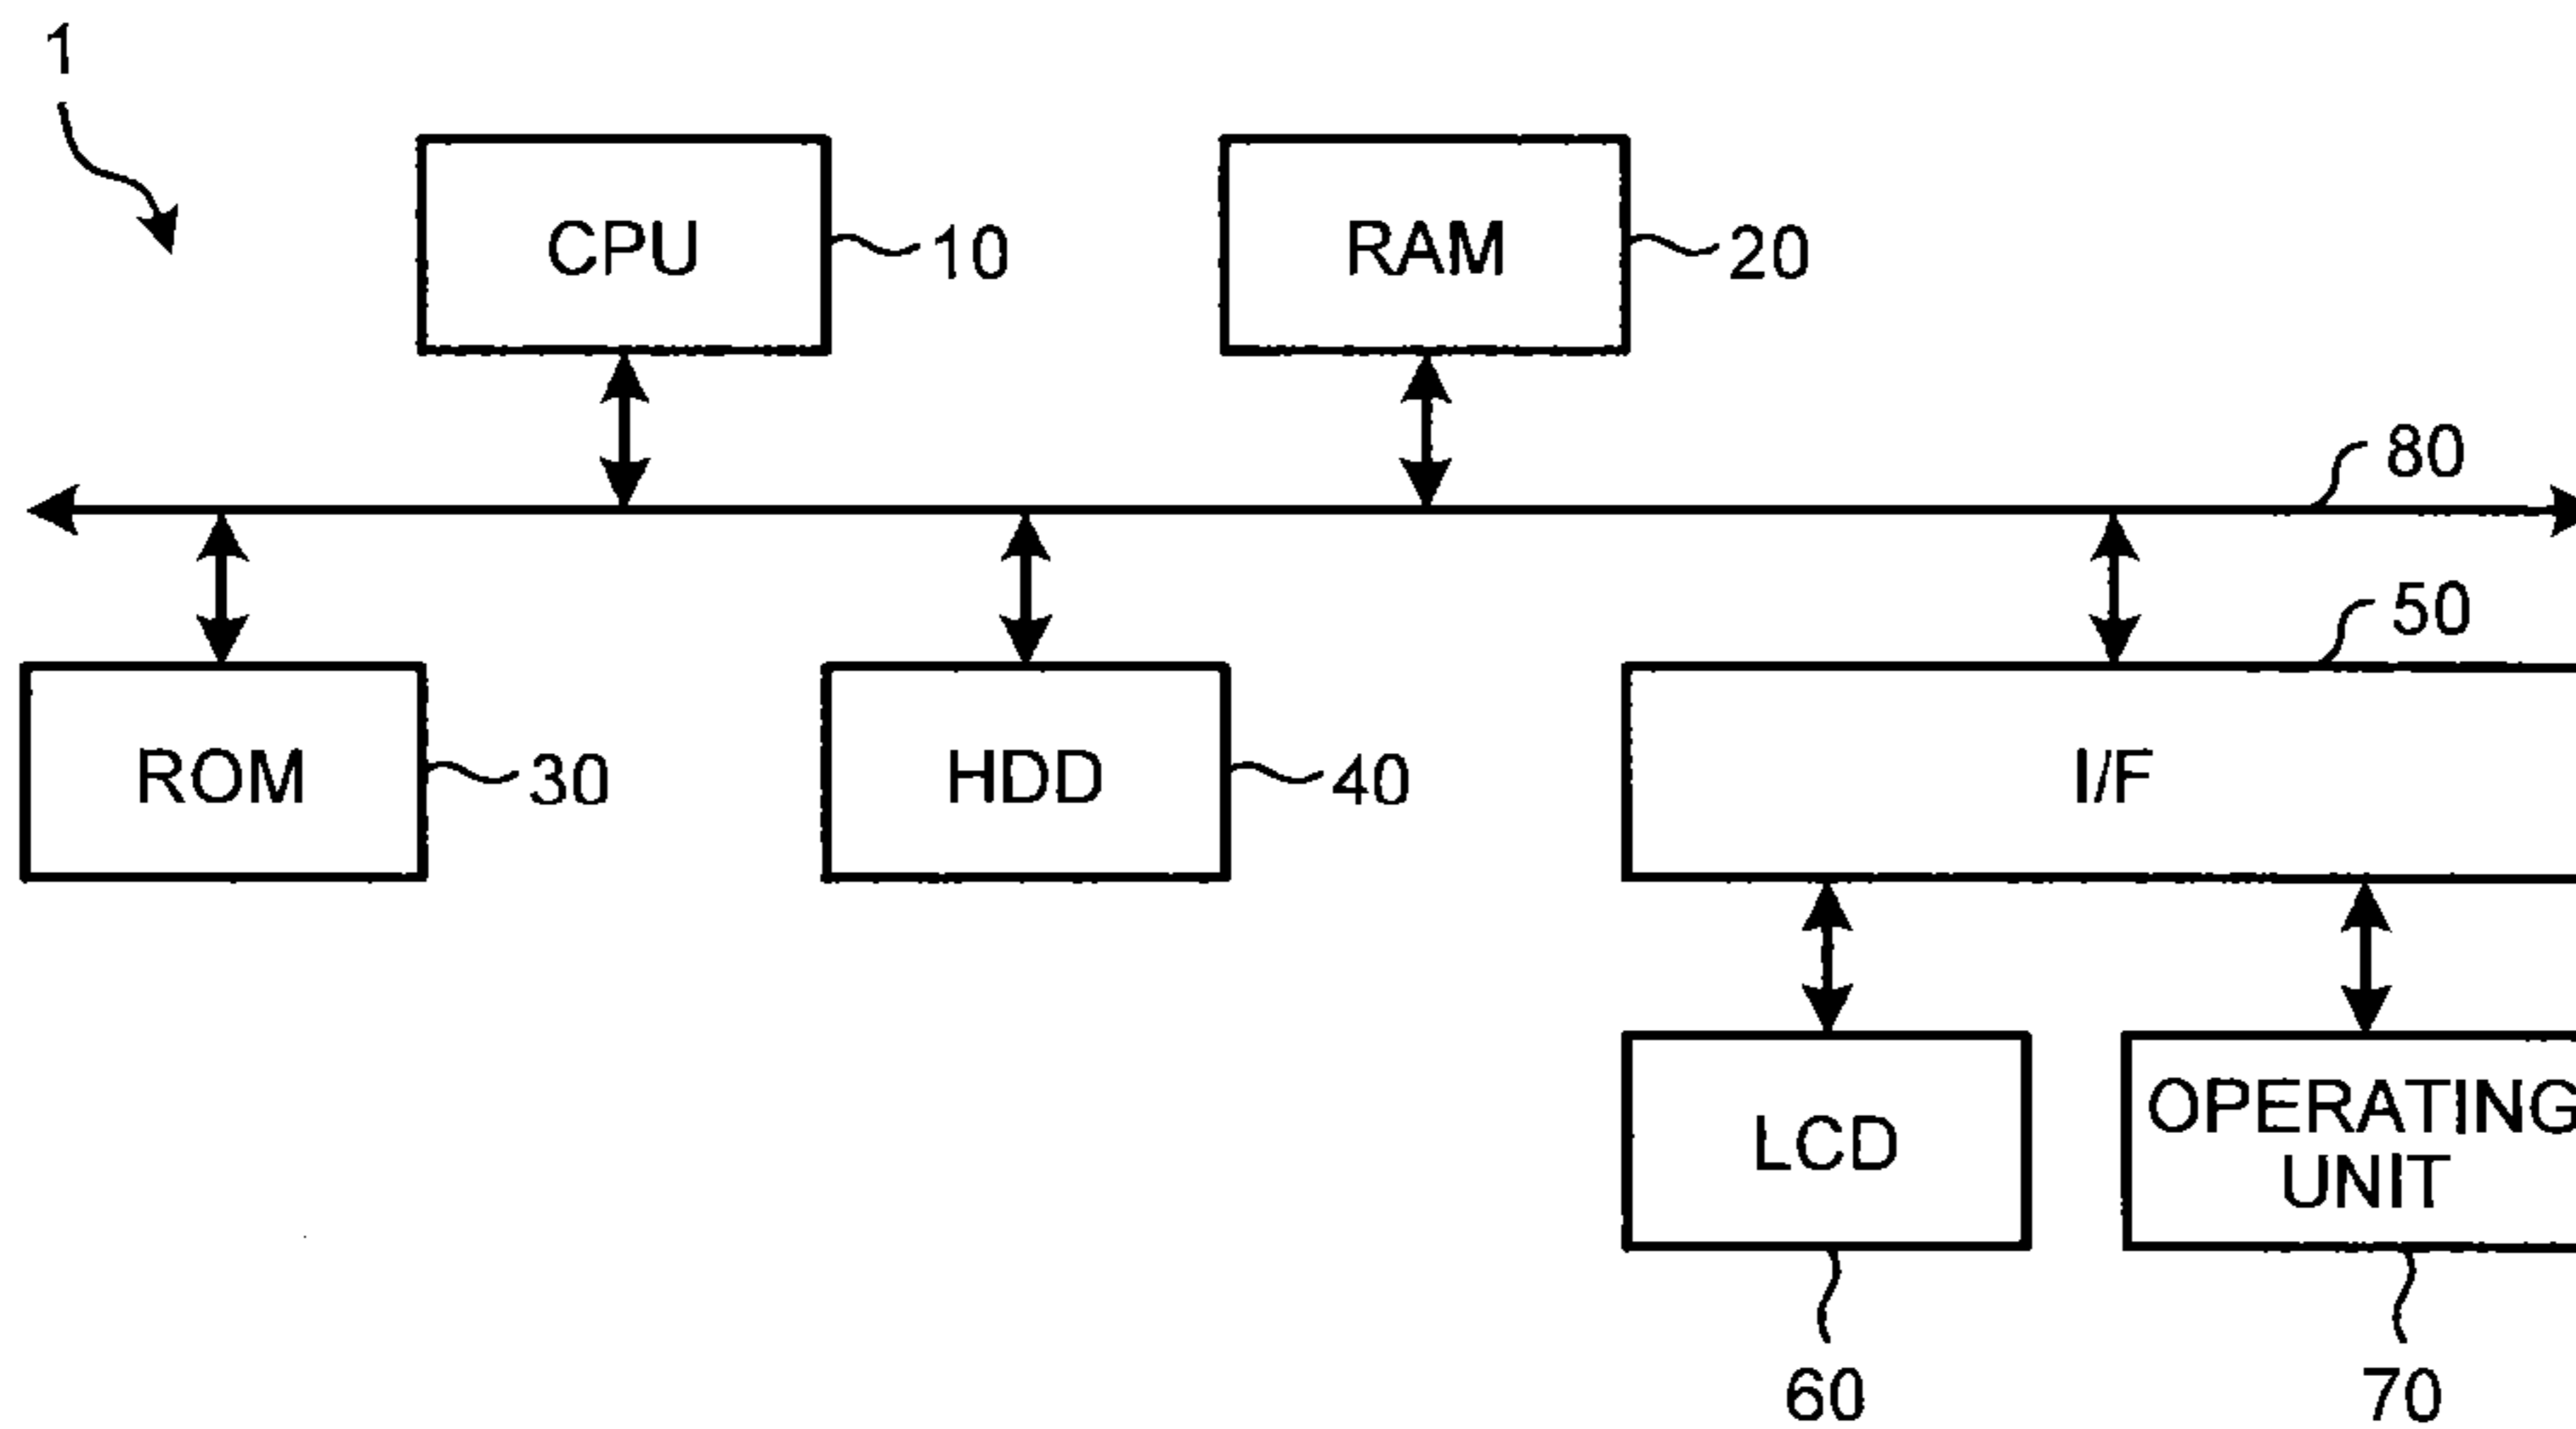 1
CPU
10
RAM
20
80
50
ROM
30
HDD
40
I/F
LCD
OPERATING
UNIT
60
70